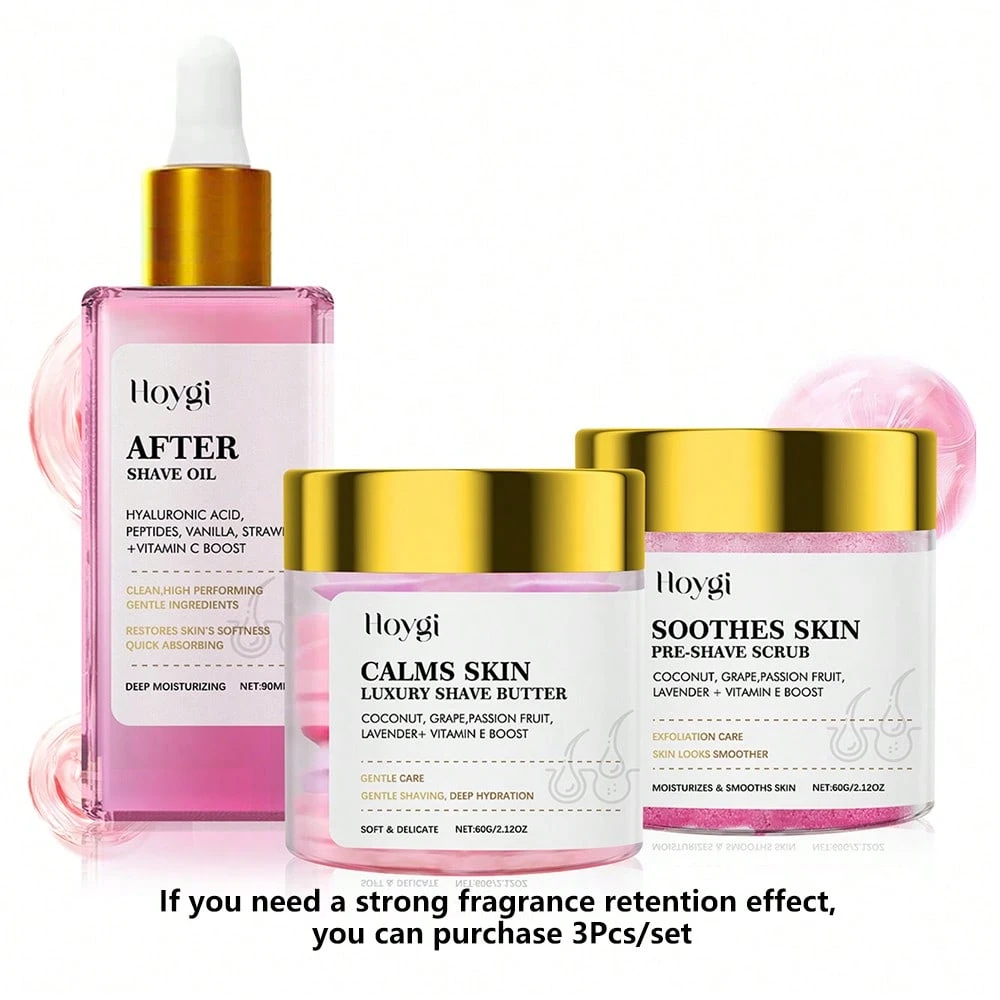 Hoygi
AFTER
SHAVE OIL
HYALURONIC ACID,
PEPTIDES, VANILLA,
+VITAMIN C BOOST
CLEAN,HIGH PERFORMING
GENTLE INGREDIENTS
RESTORES SKIN'S SOFTNESS
QUICK ABSORBING
DEEP MOISTURIZING
Hoygi
CALMS SKIN
LUXURY SHAVE BUTTER
COCONUT, GRAPE,PASSION FRUIT,
LAVENDER+ VITAMIN E BOOST
GENTLE CARE
GENTLE SHAVING, DEEP HYDRATION
SOFT & DELICATE NET:60G/2.12OZ
Hoygi
SOOTHES SKIN
PRE-SHAVE SCRUB
COCONUT, GRAPE,PASSION FRUIT,
LAVENDER + VITAMIN E BOOST
EXFOLIATION CARE
SKIN LOOKS SMOOTHER
MOISTURIZES & SMOOTHS SKIN NET:60G/2.12OZ
If you need a strong fragrance retention effect,
you can purchase 3Pcs/set